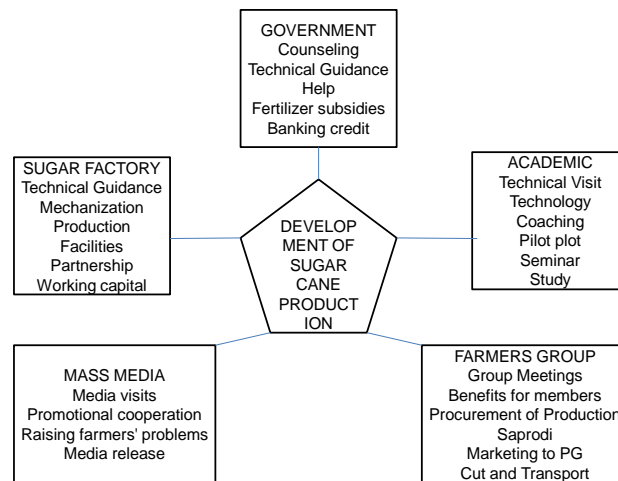 GOVERNMENT
Counseling
Technical Guidance
Help
Fertilizer subsidies
Banking credit
SUGAR FACTORY
Technical Guidance
Mechanization
Production
Facilities
Partnership
Working capital
ACADEMIC
Technical Visit
Technology
Coaching
Pilot plot
Seminar
Study
DEVELOP
MENT OF
SUGAR
CANE
PRODUCT
ION
MASS MEDIA
Media visits
Promotional cooperation
Raising farmers' problems
Media release
FARMERS GROUP
Group Meetings
Benefits for members
Procurement of Production
Saprodi
Marketing to PG
Cut and Transport